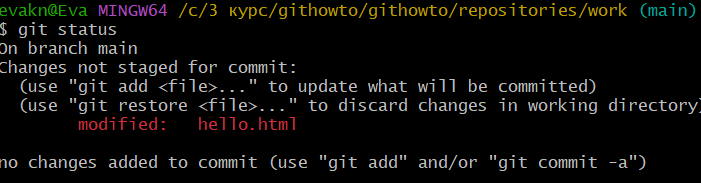 evakn@Eva MINGW64 /c/3 курс/githowto/githowto/repositories/work (main)
$ git status
On branch main
Changes not staged for commit:
  (use "git add <file>..." to update what will be committed)
  (use "git restore <file>..." to discard changes in working directory)
        modified:   hello.html

no changes added to commit (use "git add" and/or "git commit -a")